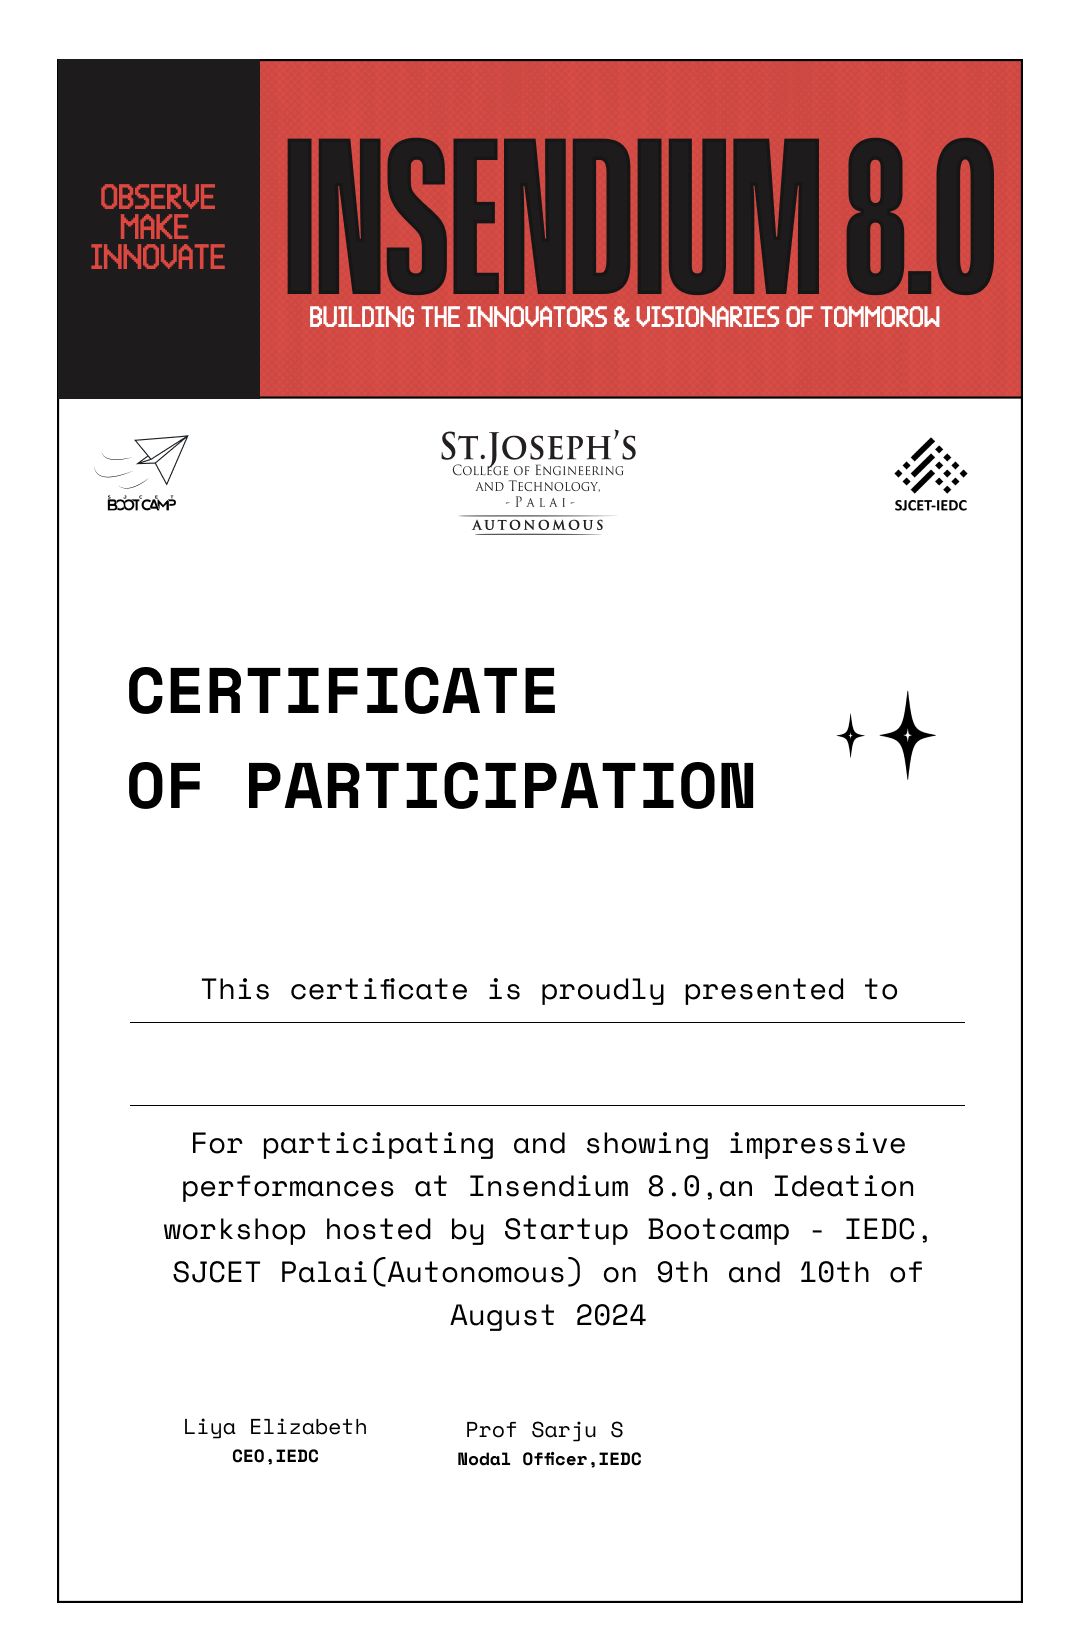 OBSERVE
MAKE
INNOVATE
INSENDIUM 8.0
BUILDING THE INNOVATORS & VISIONARIES OF TOMMOROW
SJCET
BOOTCAMP
ST.JOSEPH'S
COLLEGE OF ENGINEERING
AND TECHNOLOGY,
-PALAI-
AUTONOMOUS
SJCET-IEDC
CERTIFICATE
OF PARTICIPATION
This certificate is proudly presented to
For participating and showing impressive
performances at Insendium 8.0,an Ideation
workshop hosted by Startup Bootcamp - IEDC,
SJCET Palai(Autonomous) on 9th and 10th of
August 2024
Liya Elizabeth
CEO,IEDC
Prof Sarju S
Nodal Officer,IEDC